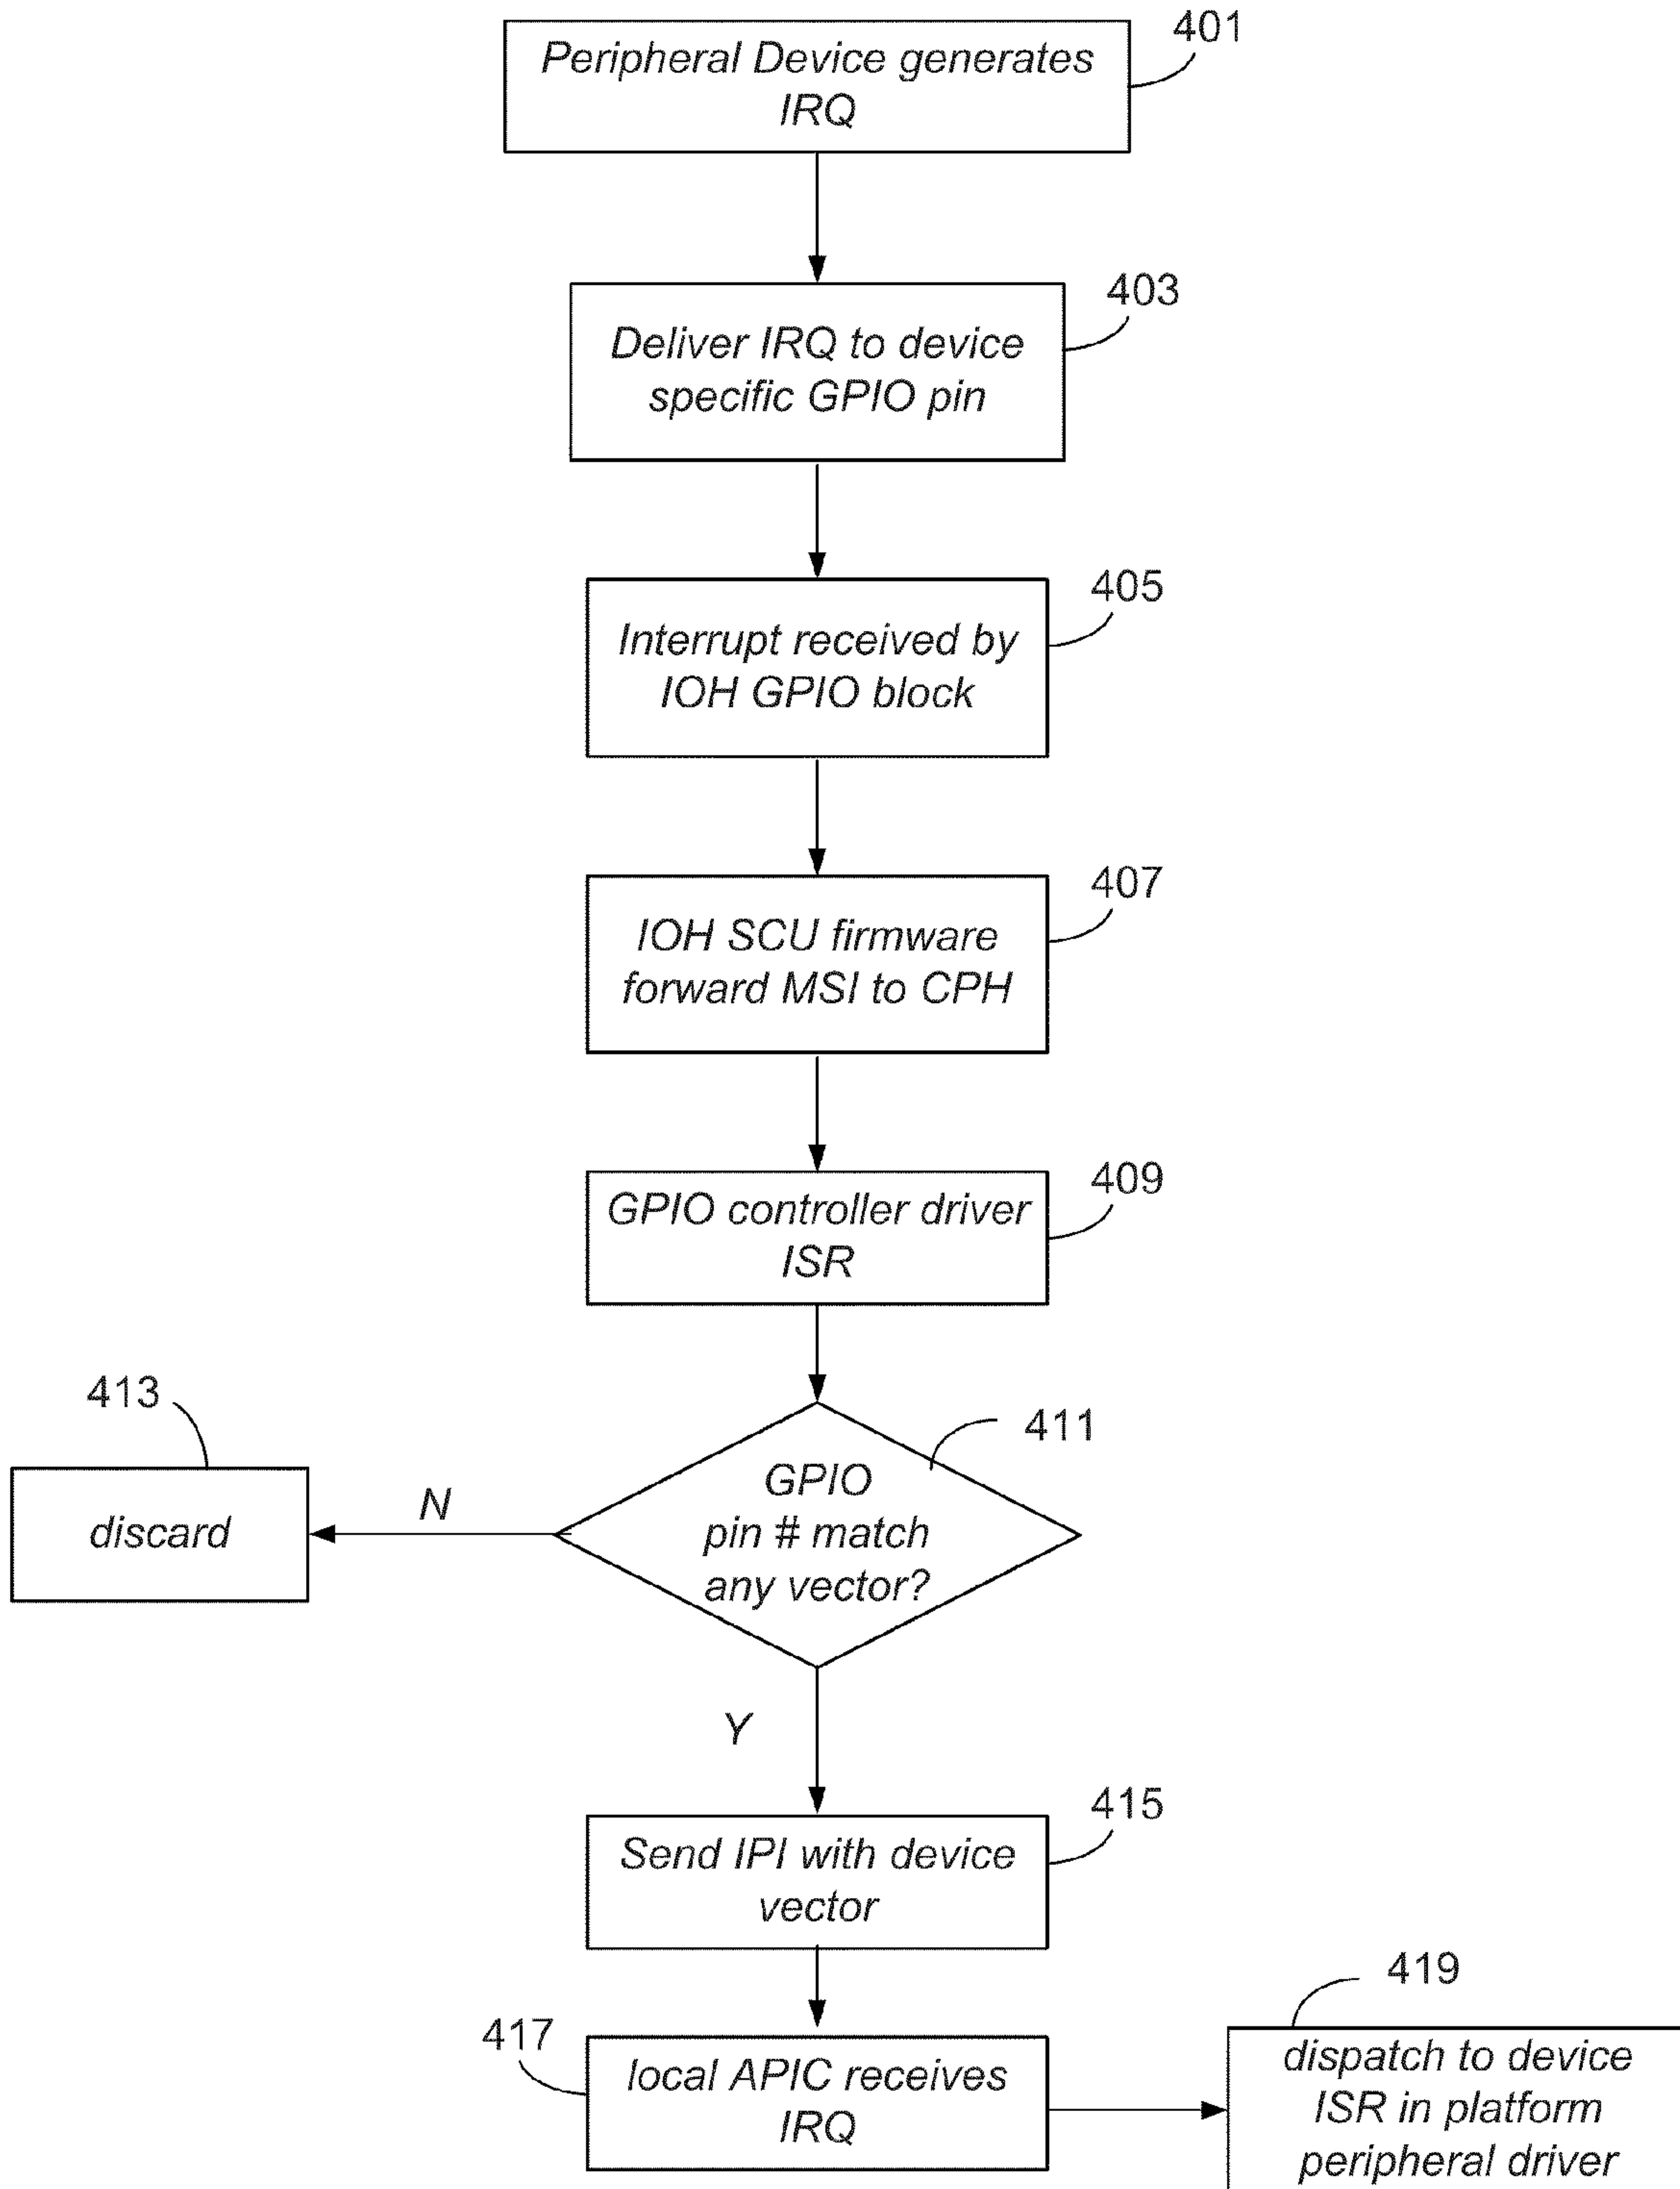 401
Peripheral Device generates
IRQ
403
Deliver IRQ to device
specific GPIO pin
405
Interrupt received by
IOH GPIO block
407
IOH SCU firmware
forward MSI to CPH
409
GPIO controller driver
ISR
413
411
discard
N
GPIO
pin # match
any vector?
Y
415
Send IPI with device
vector
419
417
local APIC receives
IRQ
dispatch to device
ISR in platform
peripheral driver